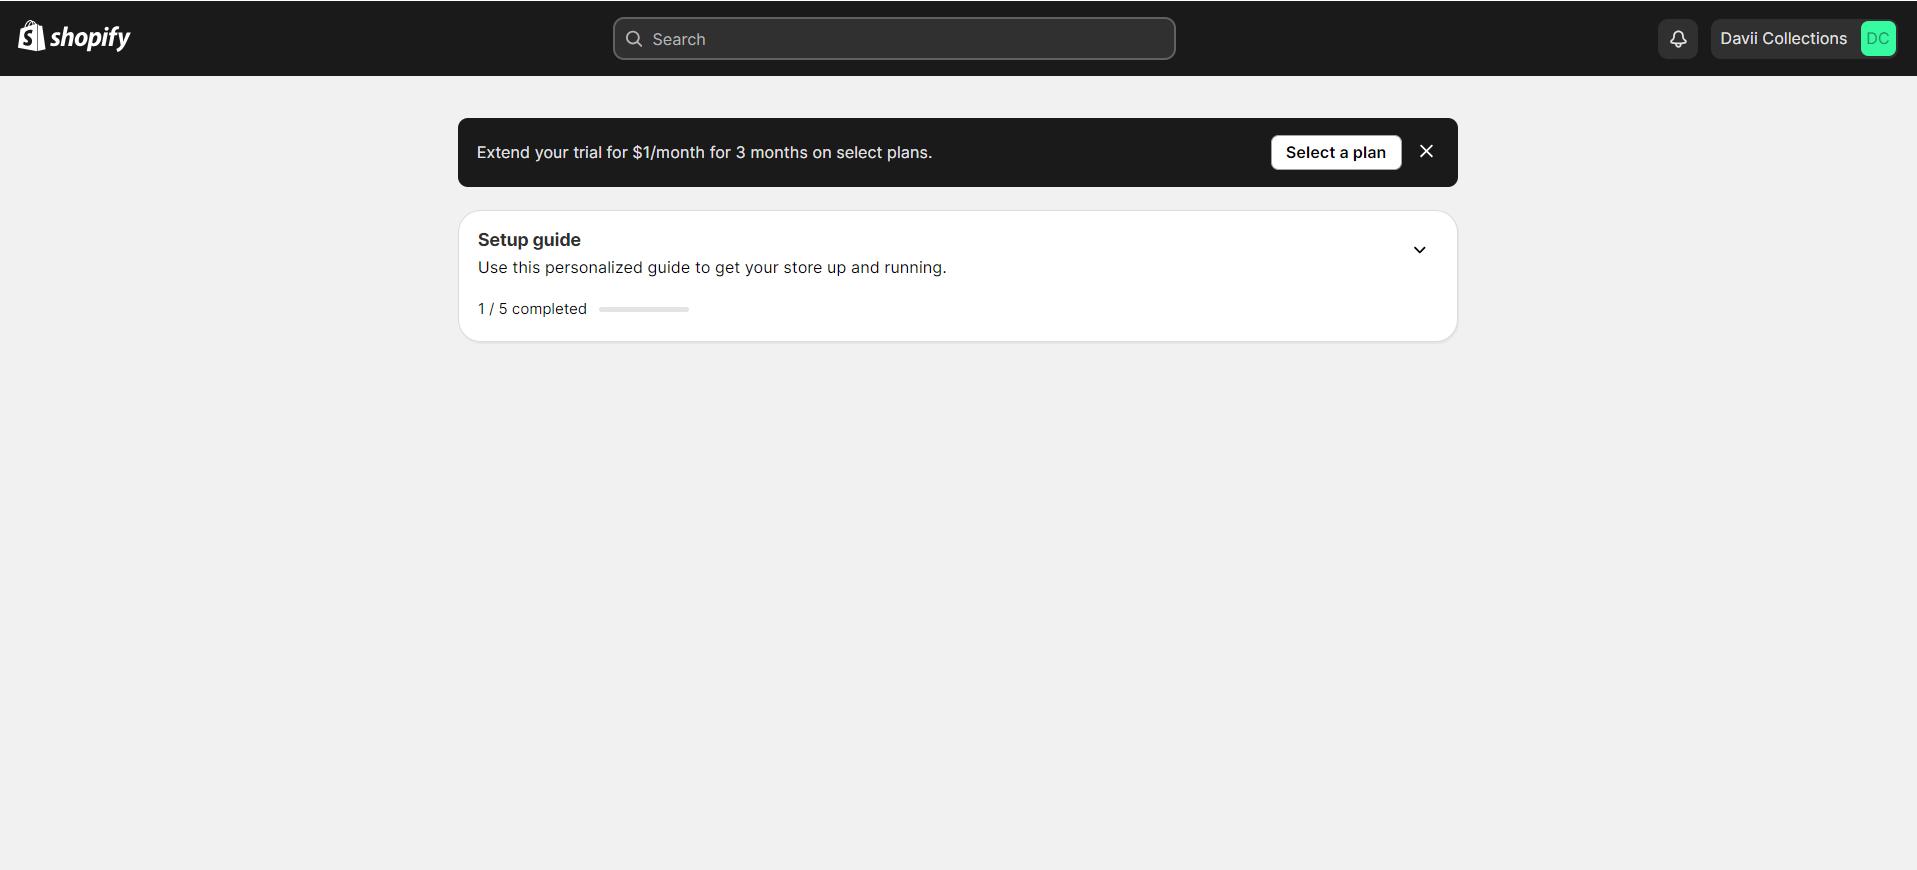 shopify
Search
Davii Collections DC
Extend your trial for $1/month for 3 months on select plans.
Select a plan
Setup guide
Use this personalized guide to get your store up and running.
1 / 5 completed